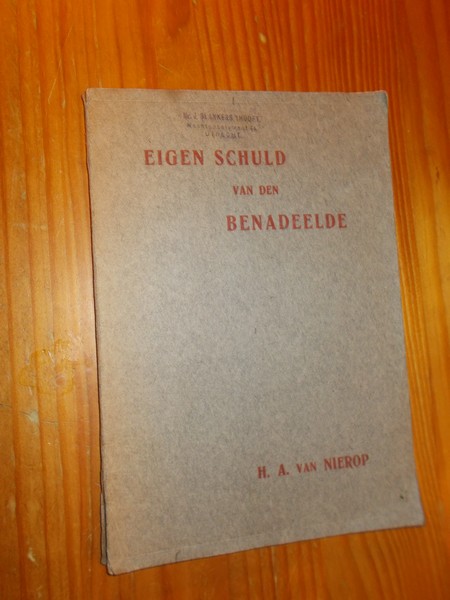 EIGEN SCHULD
VAN DEN
BENADEELDE
H. A. VAN NIEROP